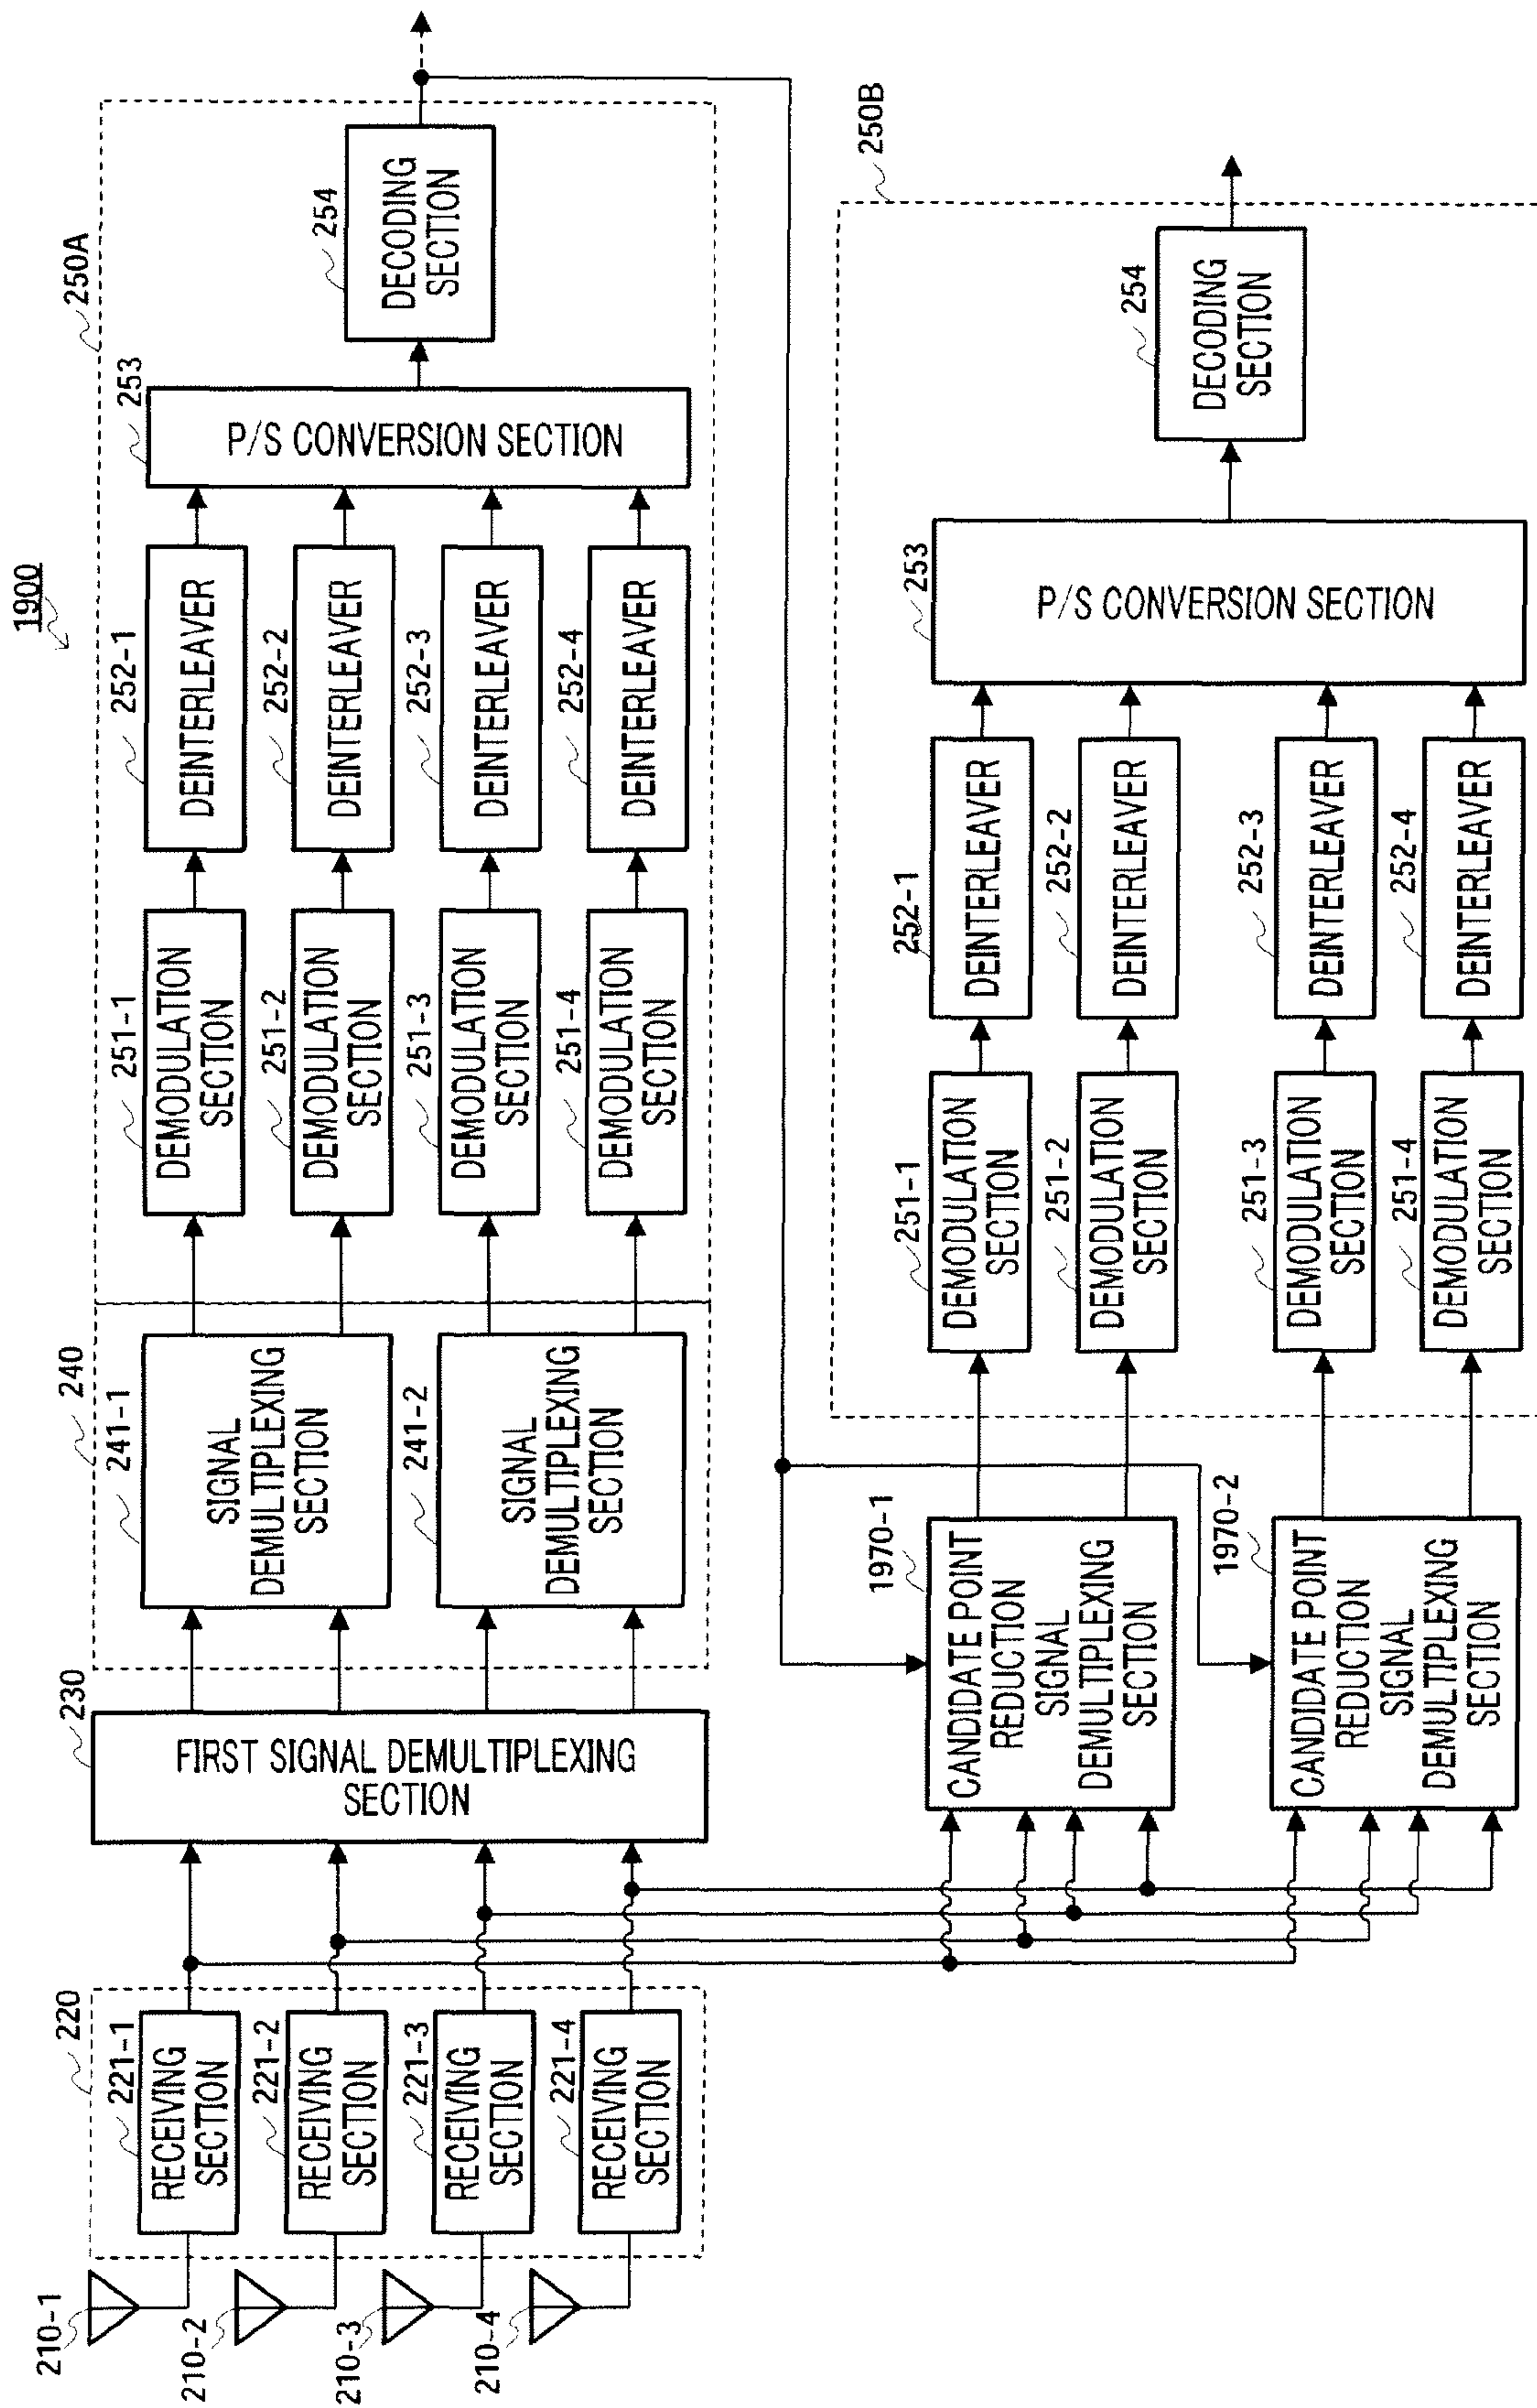 1900
210-1
210-2
210-3
210-4
220
221-1
RECEIVING
SECTION
221-2
RECEIVING
SECTION
221-3
RECEIVING
SECTION
221-4
RECEIVING
SECTION
230
FIRST SIGNAL DEMULTIPLEXING
SECTION
240
241-1
SIGNAL
DEMULTIPLEXING
SECTION
241-2
SIGNAL
DEMULTIPLEXING
SECTION
250A
251-1
DEMODULATION
SECTION
251-2
DEMODULATION
SECTION
251-3
DEMODULATION
SECTION
251-4
DEMODULATION
SECTION
252-1
DEINTERLEAVER
252-2
DEINTERLEAVER
252-3
DEINTERLEAVER
252-4
DEINTERLEAVER
253
P/S CONVERSION SECTION
254
DECODING
SECTION
1970-1
CANDIDATE POINT
REDUCTION
SIGNAL
DEMULTIPLEXING
SECTION
1970-2
CANDIDATE POINT
REDUCTION
SIGNAL
DEMULTIPLEXING
SECTION
250B
251-1
DEMODULATION
SECTION
251-2
DEMODULATION
SECTION
251-3
DEMODULATION
SECTION
251-4
DEMODULATION
SECTION
252-1
DEINTERLEAVER
252-2
DEINTERLEAVER
252-3
DEINTERLEAVER
252-4
DEINTERLEAVER
253
P/S CONVERSION SECTION
254
DECODING
SECTION